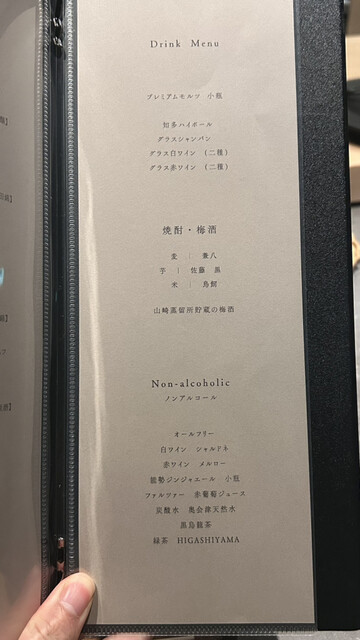 Drink Menu
プレミアムモルツ 小瓶
知多ハイボール
グラスシャンパン
グラス白ワイン (二種)
グラス赤ワイン (二種)
焼酎・梅酒
麦 | 兼八
芋 | 佐藤 黒
米 | 鳥飼
山崎蒸留所貯蔵の梅酒
Non-alcoholic
ノンアルコール
オールフリー
白ワイン シャルドネ
赤ワイン メルロー
能勢ジンジャエール 小瓶
ファルツァー 赤葡萄ジュース
炭酸水 奥会津天然水
黒烏龍茶
緑茶 HIGASHIYAMA